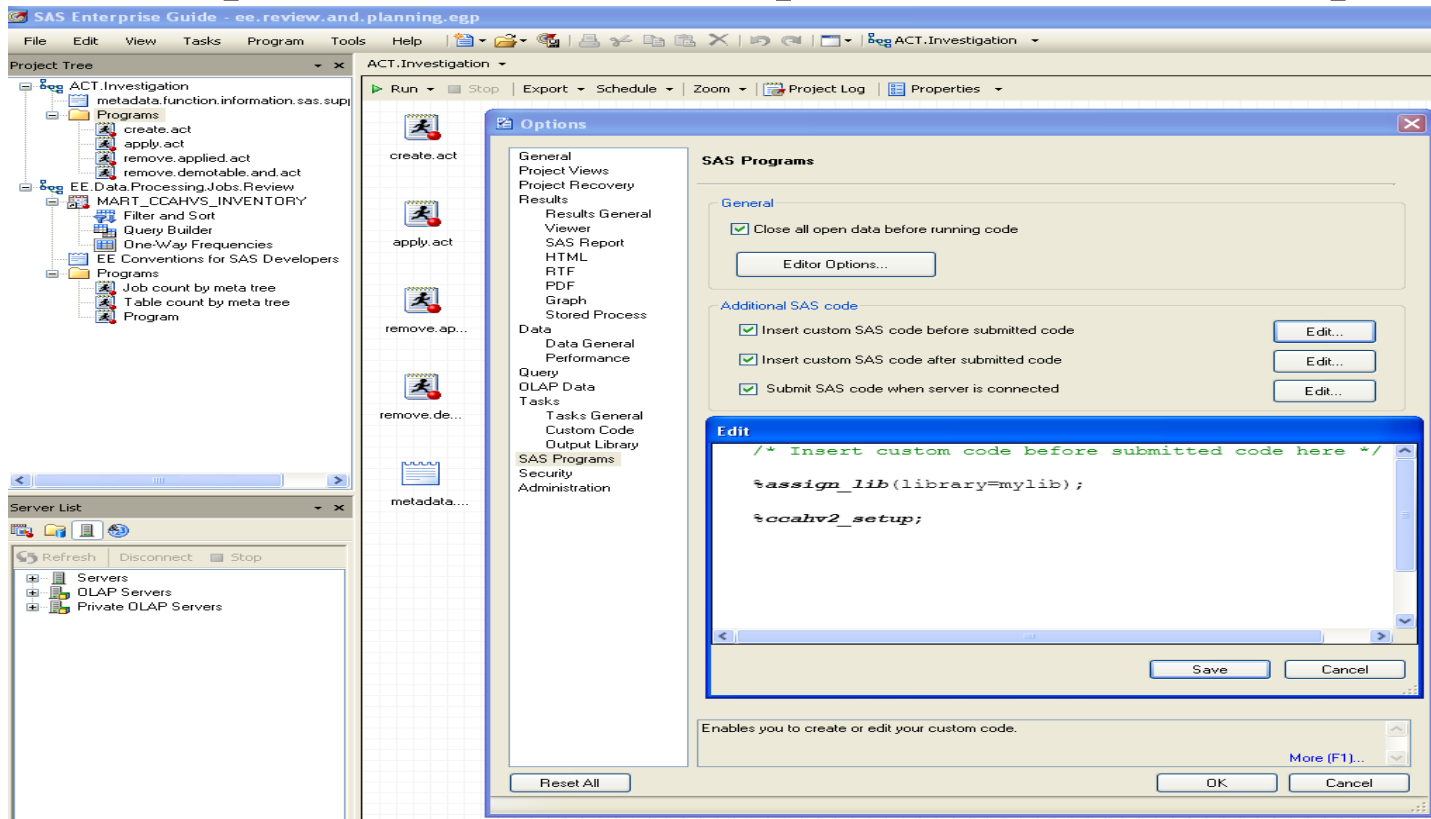 SAS Enterprise Guide - ee.review.and.planning.egp
File Edit View Tasks Program Tools Help ACT.Investigation
Project Tree
ACT.Investigation
metadata.function.information.sas.sup
Programs
create.act
apply.act
remove.applied.act
remove.demotable.and.act
EE.Data.Processing.Jobs.Review
MART_CCAHVS_INVENTORY
Filter and Sort
Query Builder
One-Way Frequencies
EE Conventions for SAS Developers
Programs
Job count by meta tree
Table count by meta tree
Program
Server List
Refresh Disconnect Stop
Servers
OLAP Servers
Private OLAP Servers
ACT.Investigation
Run Stop Export Schedule Zoom Project Log Properties
create.act
apply.act
remove.ap...
remove.de...
metadata....
Options
General
Project Views
Project Recovery
Results
Results General
Viewer
SAS Report
HTML
RTF
PDF
Graph
Stored Process
Data
Data General
Performance
Query
OLAP Data
Tasks
Tasks General
Custom Code
Output Library
SAS Programs
Security
Administration
SAS Programs
General
Close all open data before running code
Editor Options...
Additional SAS code
Insert custom SAS code before submitted code Edit...
Insert custom SAS code after submitted code Edit...
Submit SAS code when server is connected Edit...
Edit
/* Insert custom code before submitted code here */
%assign_lib(library=mylib);
%ccahv2_setup;
Save Cancel
Enables you to create or edit your custom code.
More (F1)...
Reset All OK Cancel